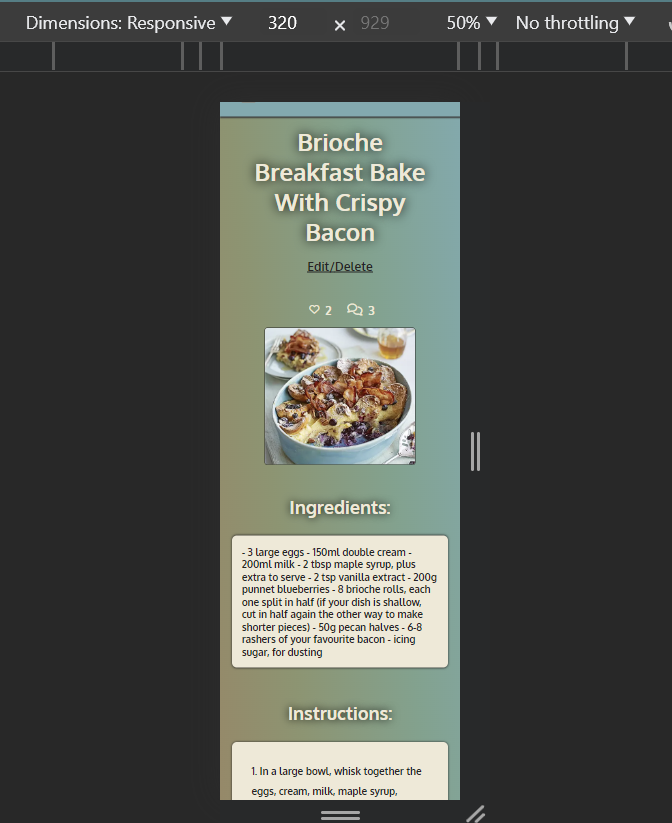 Dimensions: Responsive ▼ 320 × 929 50% ▼ No throttling ▼
Brioche
Breakfast Bake
With Crispy
Bacon
Edit/Delete
2 3
Ingredients:
- 3 large eggs - 150ml double cream -
200ml milk - 2 tbsp maple syrup, plus
extra to serve - 2 tsp vanilla extract - 200g
punnet blueberries - 8 brioche rolls, each
one split in half (if your dish is shallow,
cut in half again the other way to make
shorter pieces) - 50g pecan halves - 6-8
rashers of your favourite bacon - icing
sugar, for dusting
Instructions:
1. In a large bowl, whisk together the
eggs, cream, milk, maple syrup,